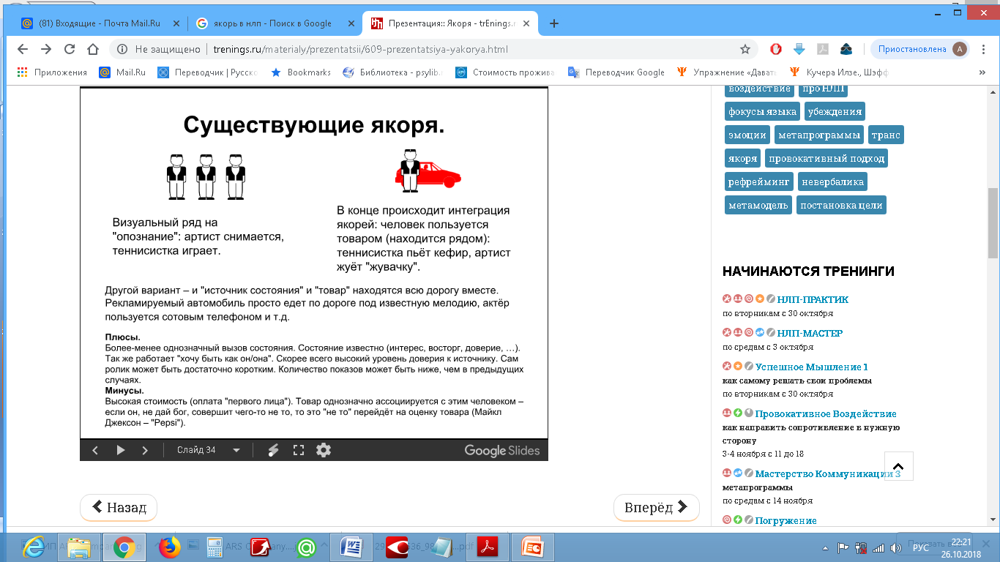 (81) Входящие - Почта Mail.Ru
якорь в нлп - Поиск в Google
Презентация:: Якоря - trEnings.r
Не защищено
trenings.ru/materialy/prezentatsii/609-prezentatsiya-yakorya.html
Приостановлена
А
Приложения
Mail.Ru
Переводчик | Русско
Bookmarks
Библиотека - psylib.
Стоимость прожива
Переводчик Google
Упражнение «Дават
Кучера Илзе., Шэфф
Существующие якоря.
Визуальный ряд на
"опознание": артист снимается,
теннисистка играет.
В конце происходит интеграция
якорей: человек пользуется
товаром (находится рядом):
теннисистка пьёт кефир, артист
жуёт "жувачку".
Другой вариант – и "источник состояния" и "товар" находятся всю дорогу вместе.
Рекламируемый автомобиль просто едет по дороге под известную мелодию, актёр
пользуется сотовым телефоном и т.д.
Плюсы.
Более-менее однозначный вызов состояния. Состояние известно (интерес, восторг, доверие, …).
Так же работает "хочу быть как он/она". Скорее всего высокий уровень доверия к источнику. Сам
ролик может быть достаточно коротким. Количество показов может быть ниже, чем в предыдущих
случаях.
Минусы.
Высокая стоимость (оплата "первого лица"). Товар однозначно ассоциируется с этим человеком –
если он, не дай бог, совершит чего-то не то, то это "не то" перейдёт на оценку товара (Майкл
Джексон – "Pepsi").
Слайд 34
Google Slides
Назад
Вперёд
воздействие
про НЛП
фокусы языка
убеждения
эмоции
метапрограммы
транс
якоря
провокативный подход
рефрейминг
невербалика
метамодель
постановка цели
НАЧИНАЮТСЯ ТРЕНИНГИ
НЛП-ПРАКТИК
по вторникам с 30 октября
НЛП-МАСТЕР
по средам с 3 октября
Успешное Мышление 1
как самому решать свои проблемы
по вторникам с 30 октября
Провокативное Воздействие
как направить сопротивление в нужную
сторону
3-4 ноября с 11 до 18
Мастерство Коммуникации 3
метапрограммы
по средам с 14 ноября
Погружение
РУС
22:21
26.10.2018